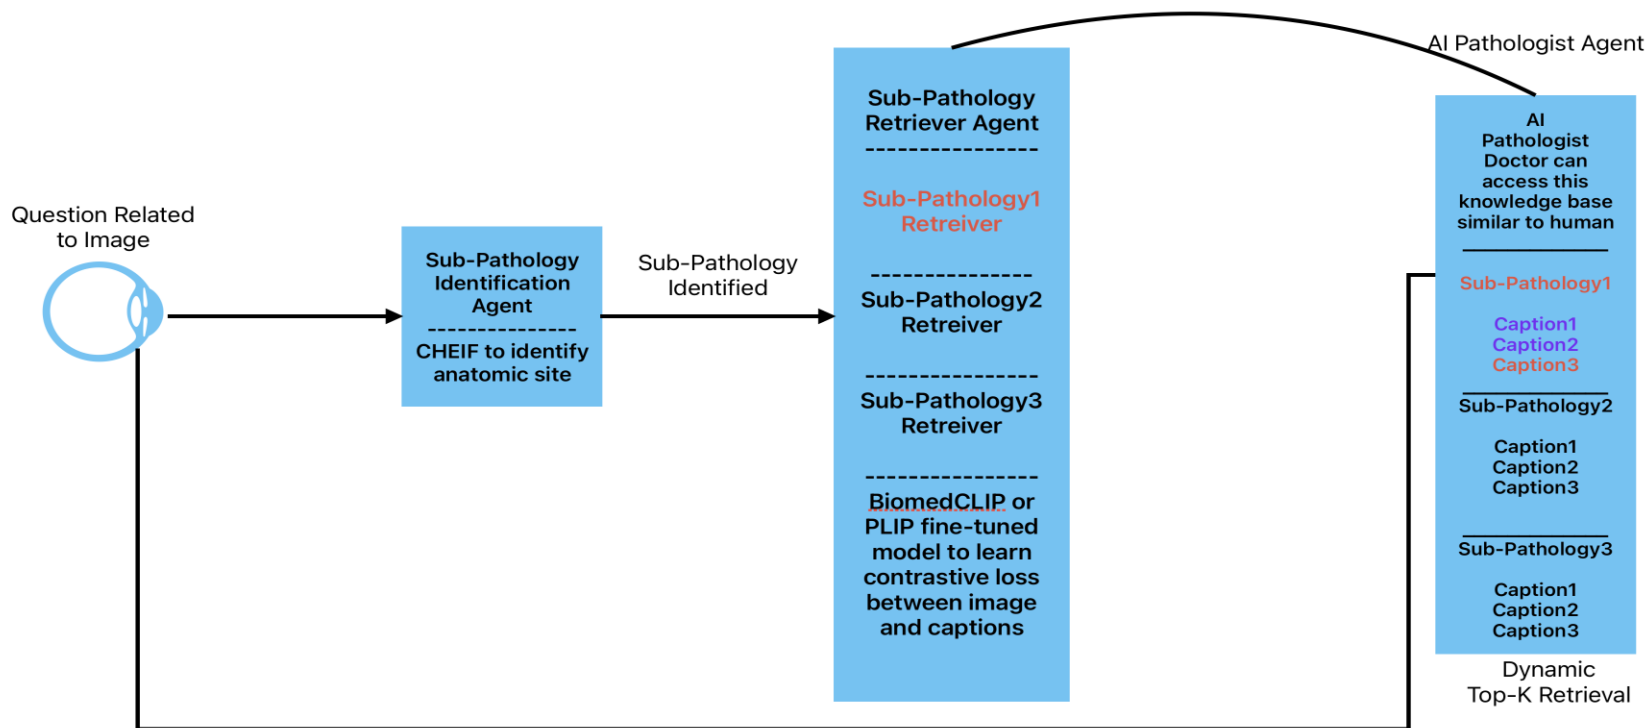 Question Related
to Image
Sub-Pathology
Identification
Agent
---------------
CHEIF to identify
anatomic site
Sub-Pathology
Identified
Sub-Pathology
Retriever Agent
----------------
Sub-Pathology1
Retreiver
---------------
Sub-Pathology2
Retreiver
----------------
Sub-Pathology3
Retreiver
----------------
BiomedCLIP or
PLIP fine-tuned
model to learn
contrastive loss
between image
and captions
AI Pathologist Agent
AI
Pathologist
Doctor can
access this
knowledge base
similar to human
Sub-Pathology1
Caption1
Caption2
Caption3
Sub-Pathology2
Caption1
Caption2
Caption3
Sub-Pathology3
Caption1
Caption2
Caption3
Dynamic
Top-K Retrieval